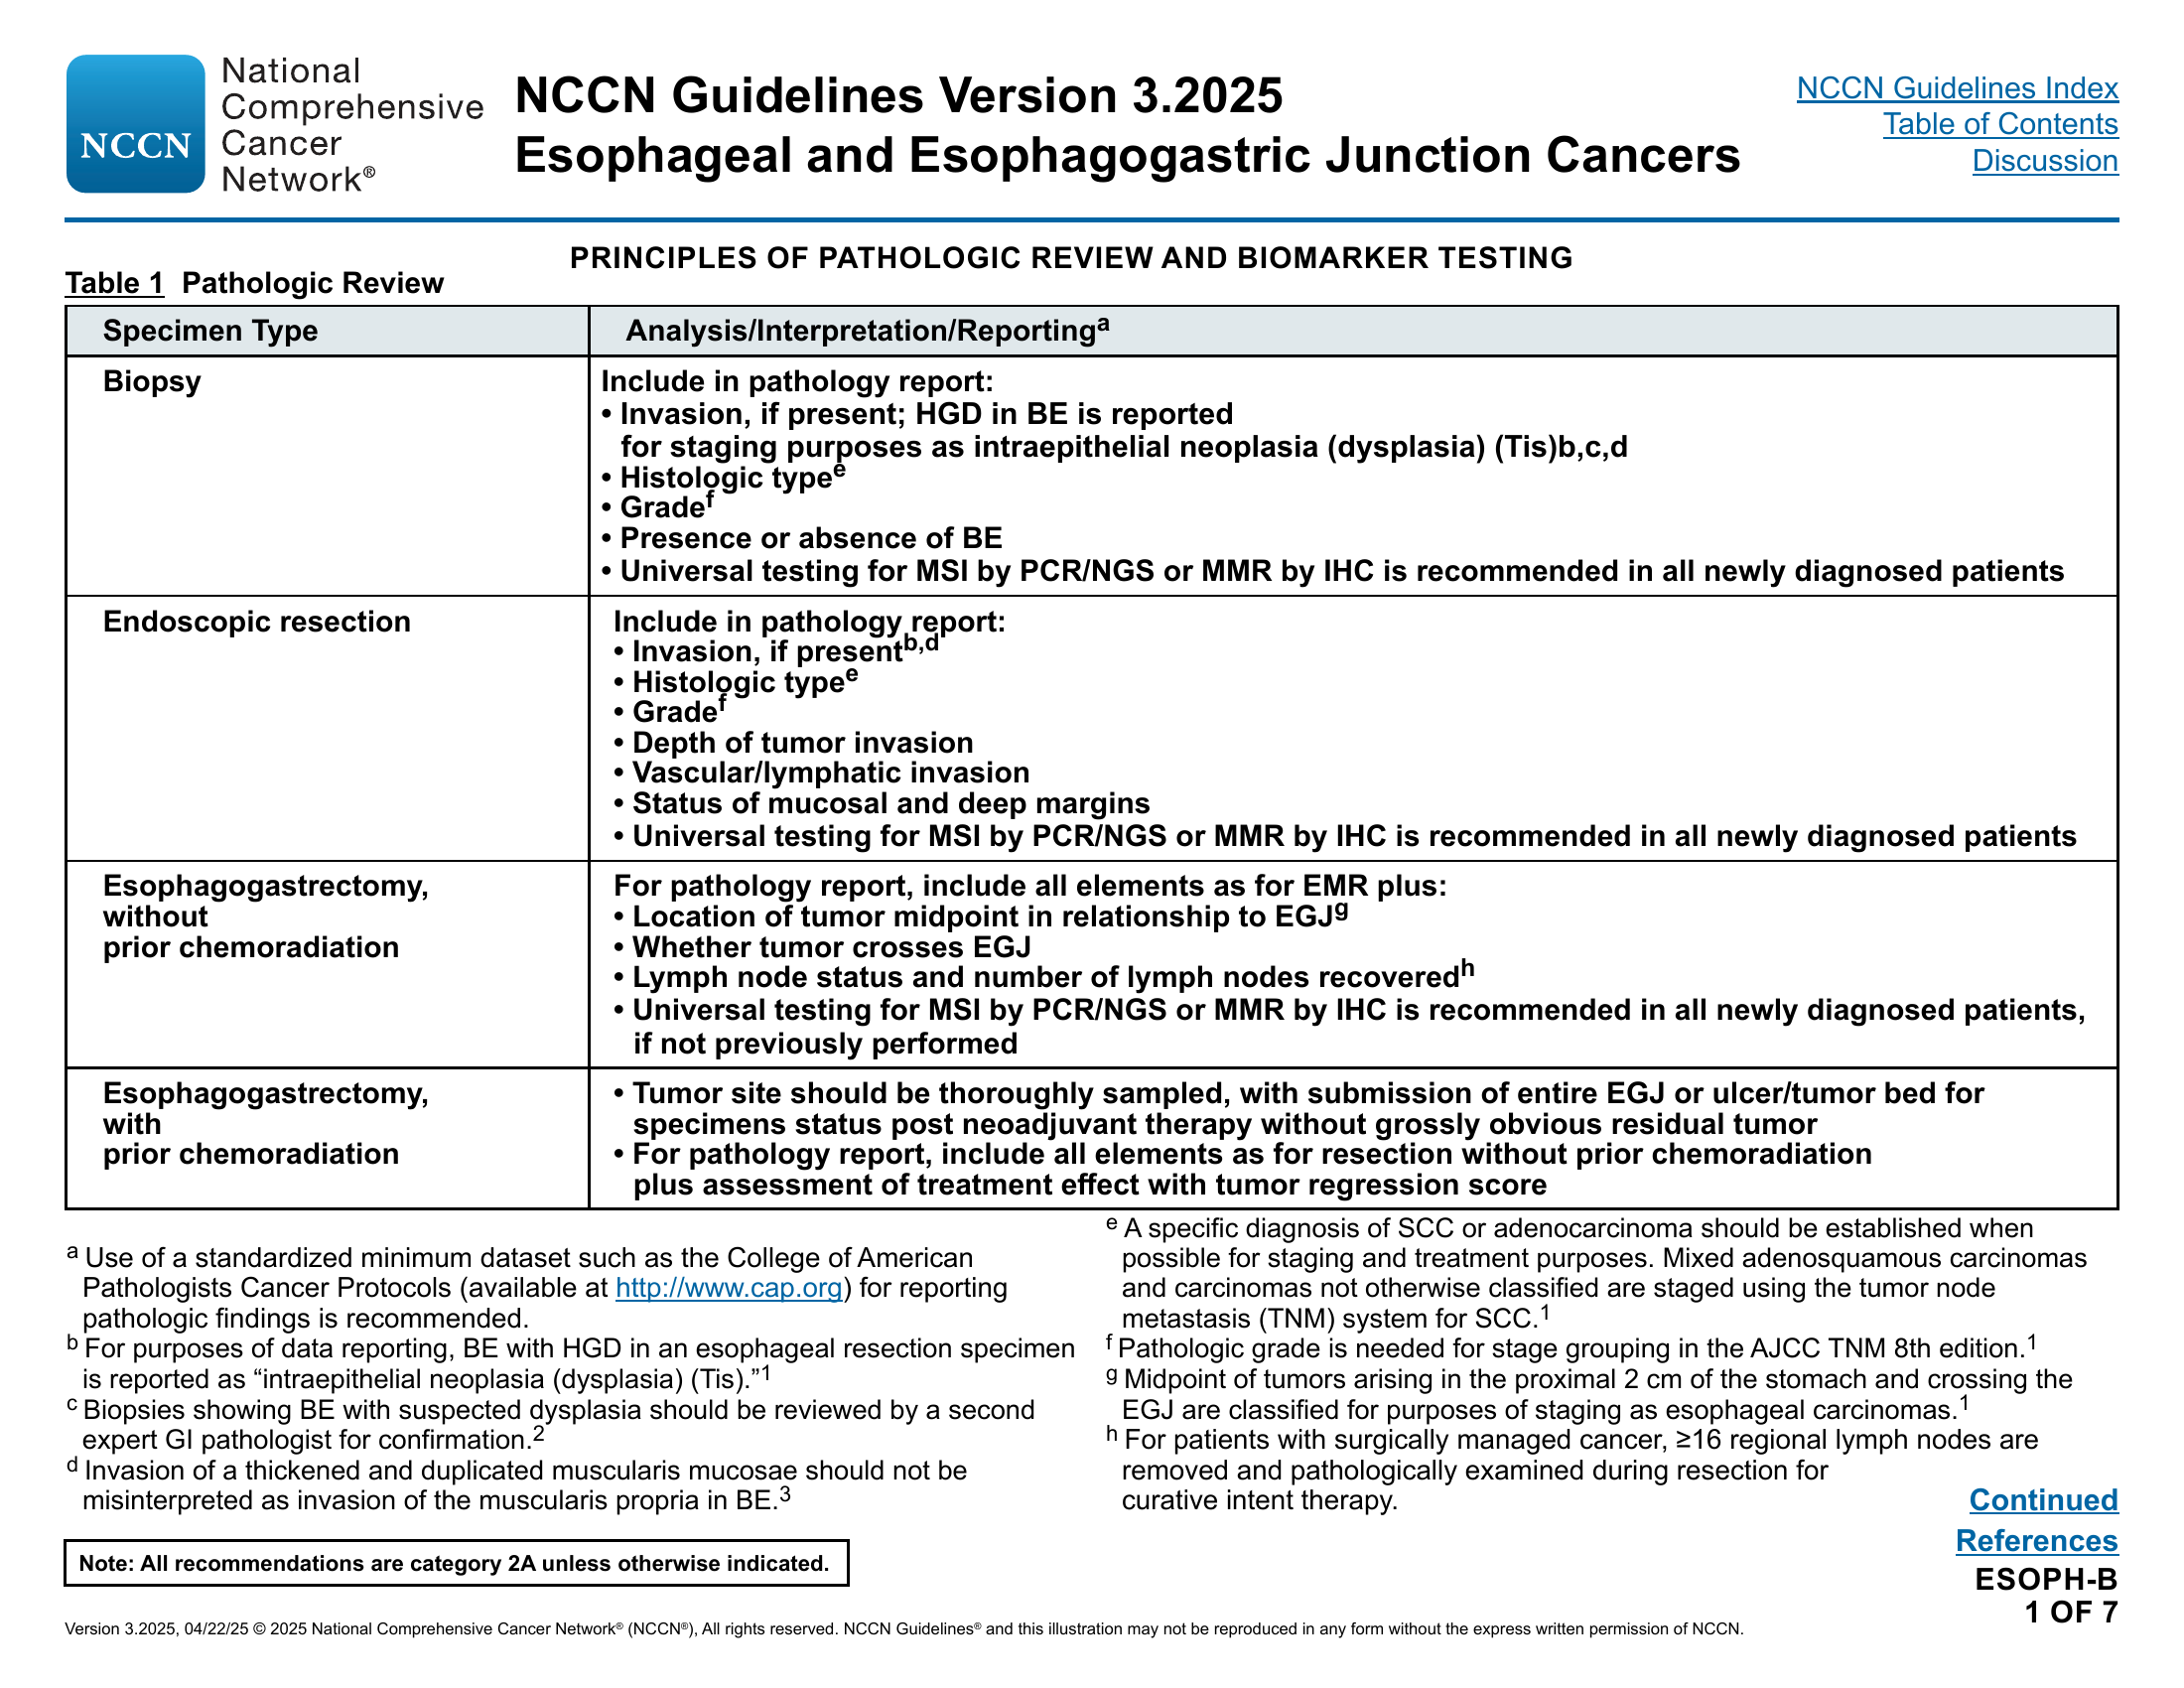 NCCN
National
Comprehensive
Cancer
Network®
NCCN Guidelines Version 3.2025
Esophageal and Esophagogastric Junction Cancers
NCCN Guidelines Index
Table of Contents
Discussion
PRINCIPLES OF PATHOLOGIC REVIEW AND BIOMARKER TESTING
Table 1 Pathologic Review
Specimen Type
Analysis/Interpretation/Reportingᵃ
Biopsy
Include in pathology report:
• Invasion, if present; HGD in BE is reported
for staging purposes as intraepithelial neoplasia (dysplasia) (Tis)b,c,d
• Histologic typeᵉ
• Gradeᶠ
• Presence or absence of BE
• Universal testing for MSI by PCR/NGS or MMR by IHC is recommended in all newly diagnosed patients
Endoscopic resection
Include in pathology report:
• Invasion, if presentᵇ,ᵈ
• Histologic typeᵉ
• Gradeᶠ
• Depth of tumor invasion
• Vascular/lymphatic invasion
• Status of mucosal and deep margins
• Universal testing for MSI by PCR/NGS or MMR by IHC is recommended in all newly diagnosed patients
Esophagogastrectomy,
without
prior chemoradiation
For pathology report, include all elements as for EMR plus:
• Location of tumor midpoint in relationship to EGJᵍ
• Whether tumor crosses EGJ
• Lymph node status and number of lymph nodes recoveredʰ
• Universal testing for MSI by PCR/NGS or MMR by IHC is recommended in all newly diagnosed patients,
if not previously performed
Esophagogastrectomy,
with
prior chemoradiation
• Tumor site should be thoroughly sampled, with submission of entire EGJ or ulcer/tumor bed for
specimens status post neoadjuvant therapy without grossly obvious residual tumor
• For pathology report, include all elements as for resection without prior chemoradiation
plus assessment of treatment effect with tumor regression score
ᵃ Use of a standardized minimum dataset such as the College of American
Pathologists Cancer Protocols (available at http://www.cap.org) for reporting
pathologic findings is recommended.
ᵇ For purposes of data reporting, BE with HGD in an esophageal resection specimen
is reported as “intraepithelial neoplasia (dysplasia) (Tis).”¹
ᶜ Biopsies showing BE with suspected dysplasia should be reviewed by a second
expert GI pathologist for confirmation.²
ᵈ Invasion of a thickened and duplicated muscularis mucosae should not be
misinterpreted as invasion of the muscularis propria in BE.³
ᵉ A specific diagnosis of SCC or adenocarcinoma should be established when
possible for staging and treatment purposes. Mixed adenosquamous carcinomas
and carcinomas not otherwise classified are staged using the tumor node
metastasis (TNM) system for SCC.¹
ᶠ Pathologic grade is needed for stage grouping in the AJCC TNM 8th edition.¹
ᵍ Midpoint of tumors arising in the proximal 2 cm of the stomach and crossing the
EGJ are classified for purposes of staging as esophageal carcinomas.¹
ʰ For patients with surgically managed cancer, ≥16 regional lymph nodes are
removed and pathologically examined during resection for
curative intent therapy.
Continued
References
Note: All recommendations are category 2A unless otherwise indicated.
ESOPH-B
1 OF 7
Version 3.2025, 04/22/25 © 2025 National Comprehensive Cancer Network® (NCCN®), All rights reserved. NCCN Guidelines® and this illustration may not be reproduced in any form without the express written permission of NCCN.